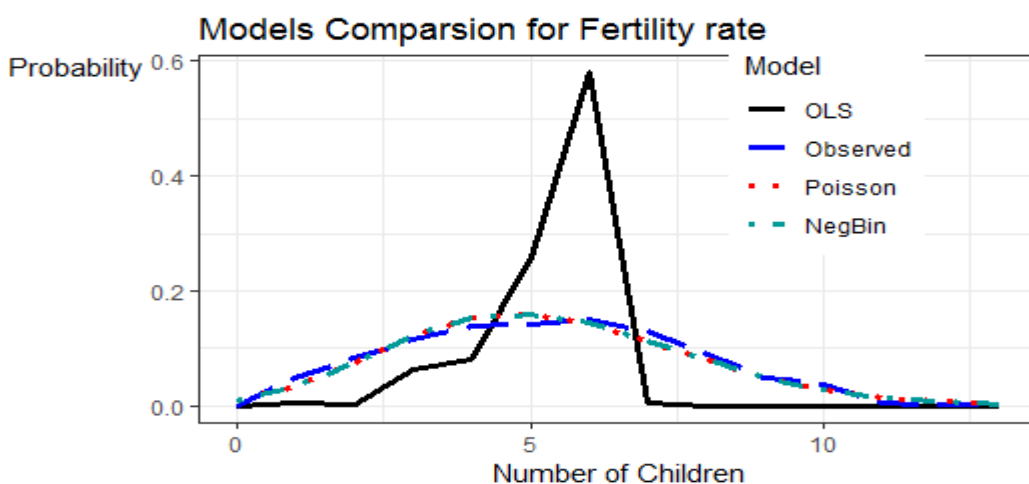 Models Comparsion for Fertility rate
Probability
0.6
0.4
0.2
0.0
0
5
10
Number of Children
Model
OLS
Observed
Poisson
NegBin